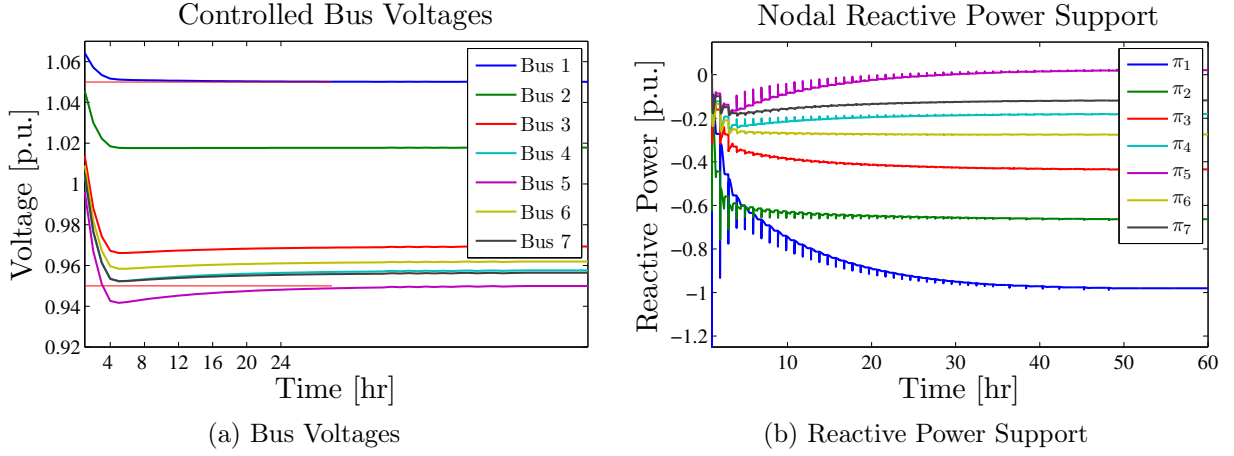 Controlled Bus Voltages
Voltage [p.u.]
1.06
1.04
1.02
1
0.98
0.96
0.94
0.92
4
8
12
16
20
24
Time [hr]
Bus 1
Bus 2
Bus 3
Bus 4
Bus 5
Bus 6
Bus 7
(a) Bus Voltages
Nodal Reactive Power Support
Reactive Power [p.u.]
0
−0.2
−0.4
−0.6
−0.8
−1
−1.2
10
20
30
40
50
60
Time [hr]
π1
π2
π3
π4
π5
π6
π7
(b) Reactive Power Support